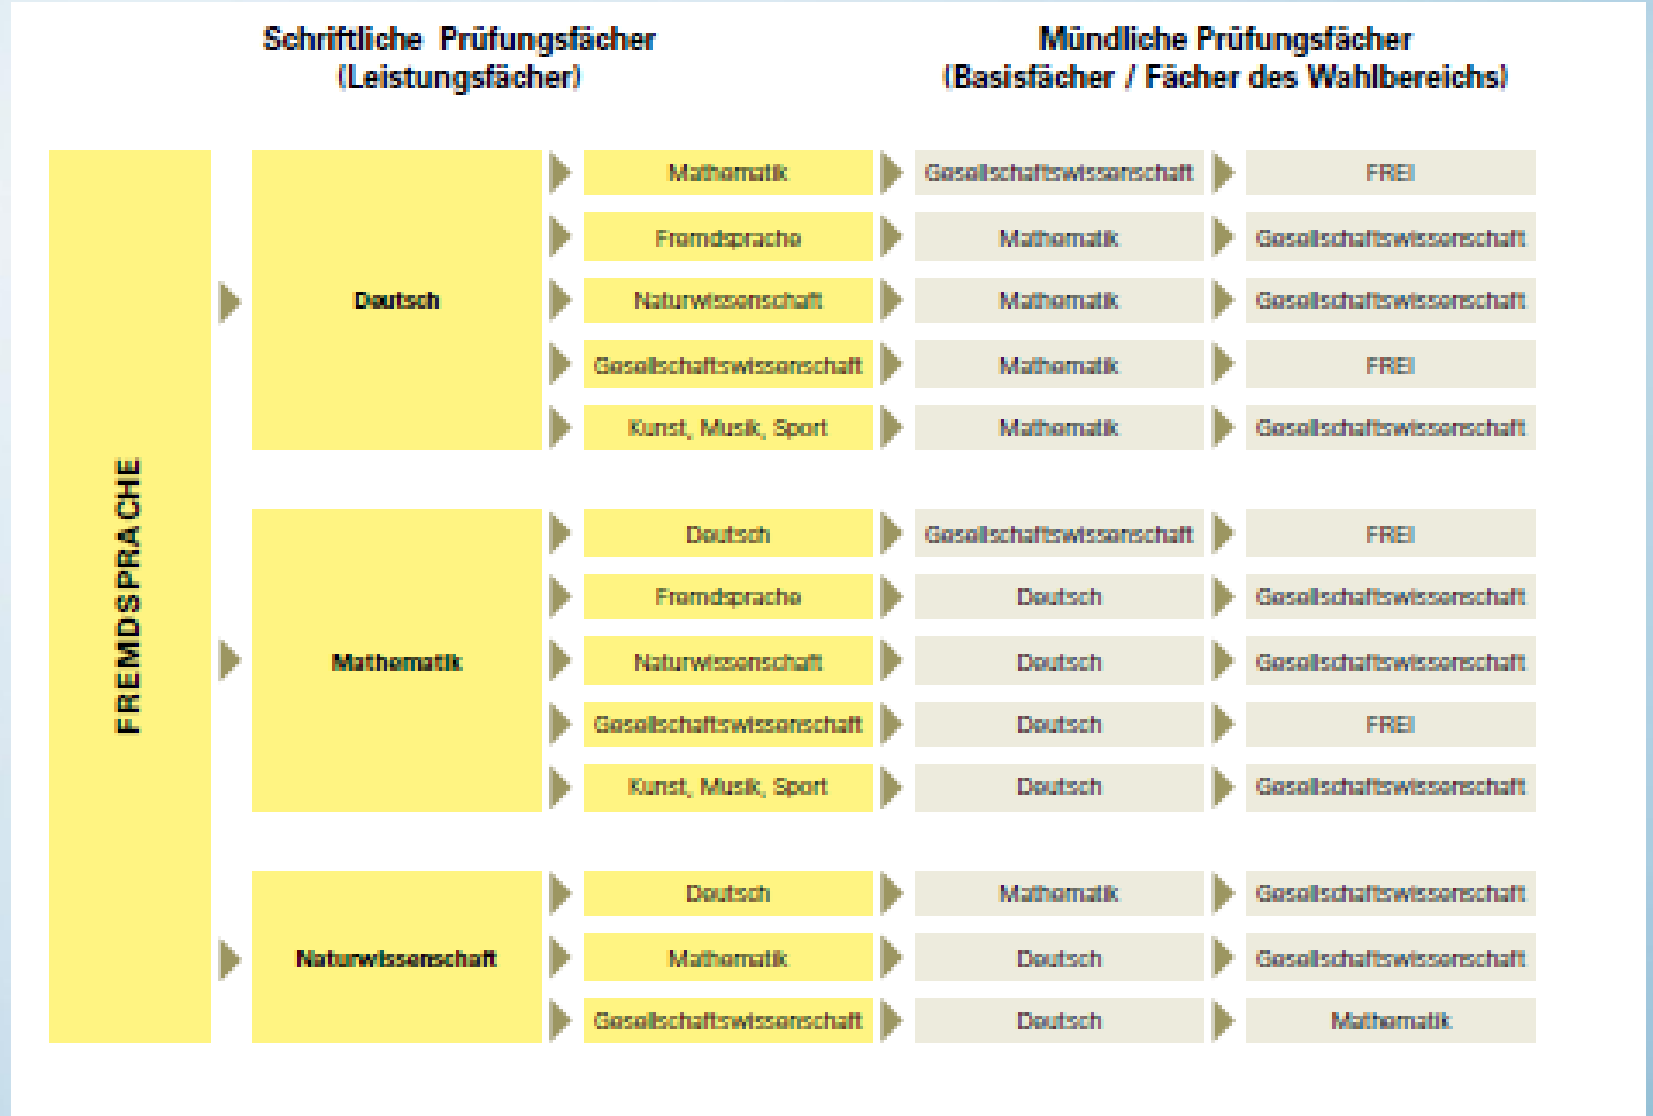 Schriftliche Prüfungsfächer
(Leistungsfächer)
Mündliche Prüfungsfächer
(Basisfächer / Fächer des Wahlbereichs)
FREMDSPRACHE
Deutsch
Mathematik
Gesellschaftswissenschaft
FREI
Fremdsprache
Mathematik
Gesellschaftswissenschaft
Naturwissenschaft
Mathematik
Gesellschaftswissenschaft
Gesellschaftswissenschaft
Mathematik
FREI
Kunst, Musik, Sport
Mathematik
Gesellschaftswissenschaft
Mathematik
Deutsch
Gesellschaftswissenschaft
FREI
Fremdsprache
Deutsch
Gesellschaftswissenschaft
Naturwissenschaft
Deutsch
Gesellschaftswissenschaft
Gesellschaftswissenschaft
Deutsch
FREI
Kunst, Musik, Sport
Deutsch
Gesellschaftswissenschaft
Naturwissenschaft
Deutsch
Mathematik
Gesellschaftswissenschaft
Mathematik
Deutsch
Gesellschaftswissenschaft
Gesellschaftswissenschaft
Deutsch
Mathematik